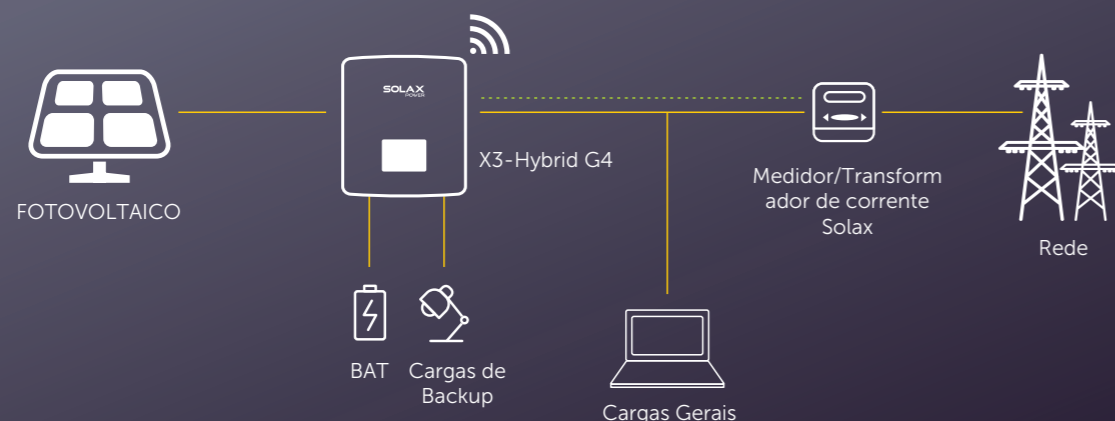 SOLAX
POWER
X3-Hybrid G4
FOTOVOLTAICO
Medidor/Transform
ador de corrente
Solax
Rede
BAT
Cargas de
Backup
Cargas Gerais